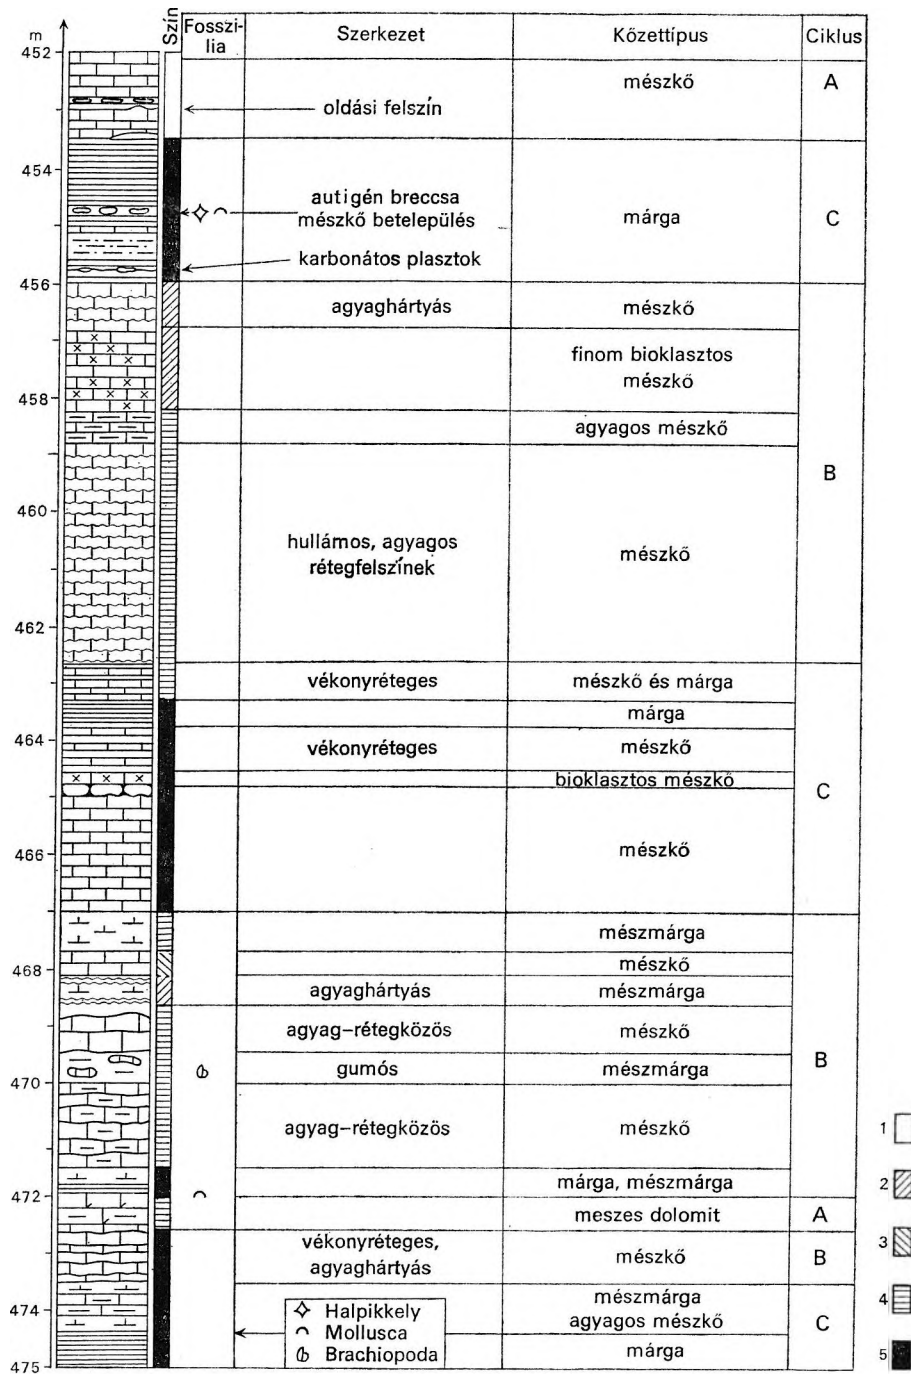 m
Szín
Fosszi-
lia
Szerkezet
Kőzettípus
Ciklus
452
mészkő
A
oldási felszín
454
autigén breccsa
mészkő betelepülés
márga
C
karbonátos plasztok
456
agyaghártyás
mészkő
finom bioklasztos
mészkő
458
agyagos mészkő
B
460
hullámos, agyagos
rétegfelszínek
mészkő
462
vékonyréteges
mészkő és márga
márga
464
vékonyréteges
mészkő
bioklasztos mészkő
C
466
mészkő
mészmárga
468
mészkő
agyaghártyás
mészmárga
agyag–rétegközös
mészkő
B
470
gumós
mészmárga
agyag–rétegközös
mészkő
márga, mészmárga
472
meszes dolomit
A
vékonyréteges,
agyaghártyás
mészkő
B
474
mészmárga
agyagos mészkő
C
márga
475
Halpikkely
Mollusca
Brachiopoda
1
2
3
4
5